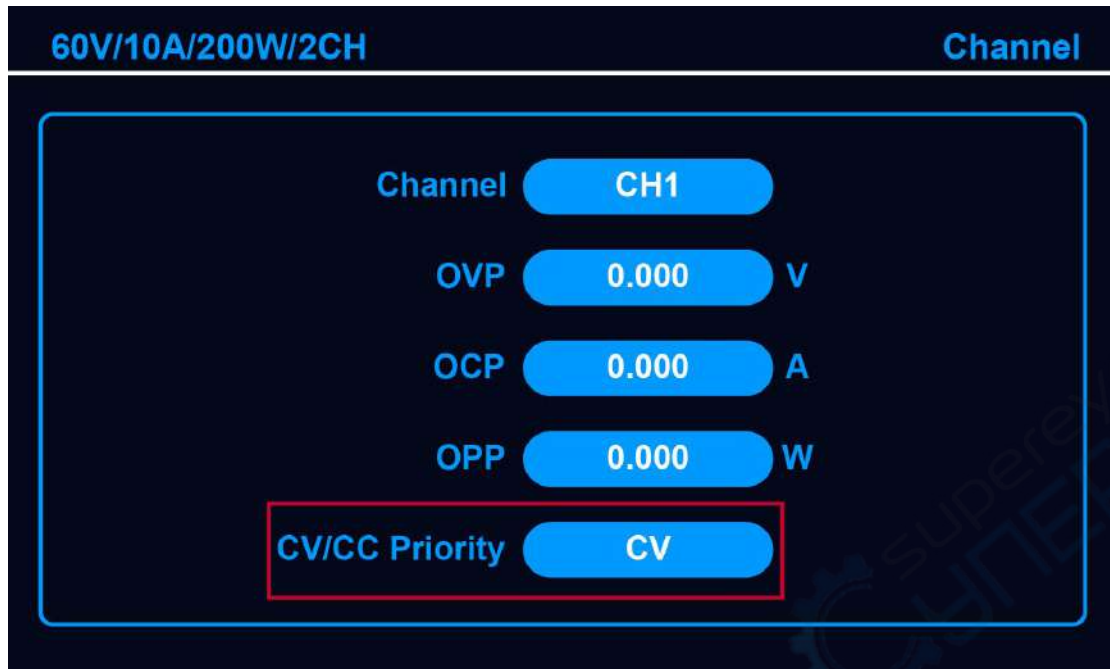 60V/10A/200W/2CH Channel
Channel CH1
OVP 0.000 V
OCP 0.000 A
OPP 0.000 W
CV/CC Priority CV